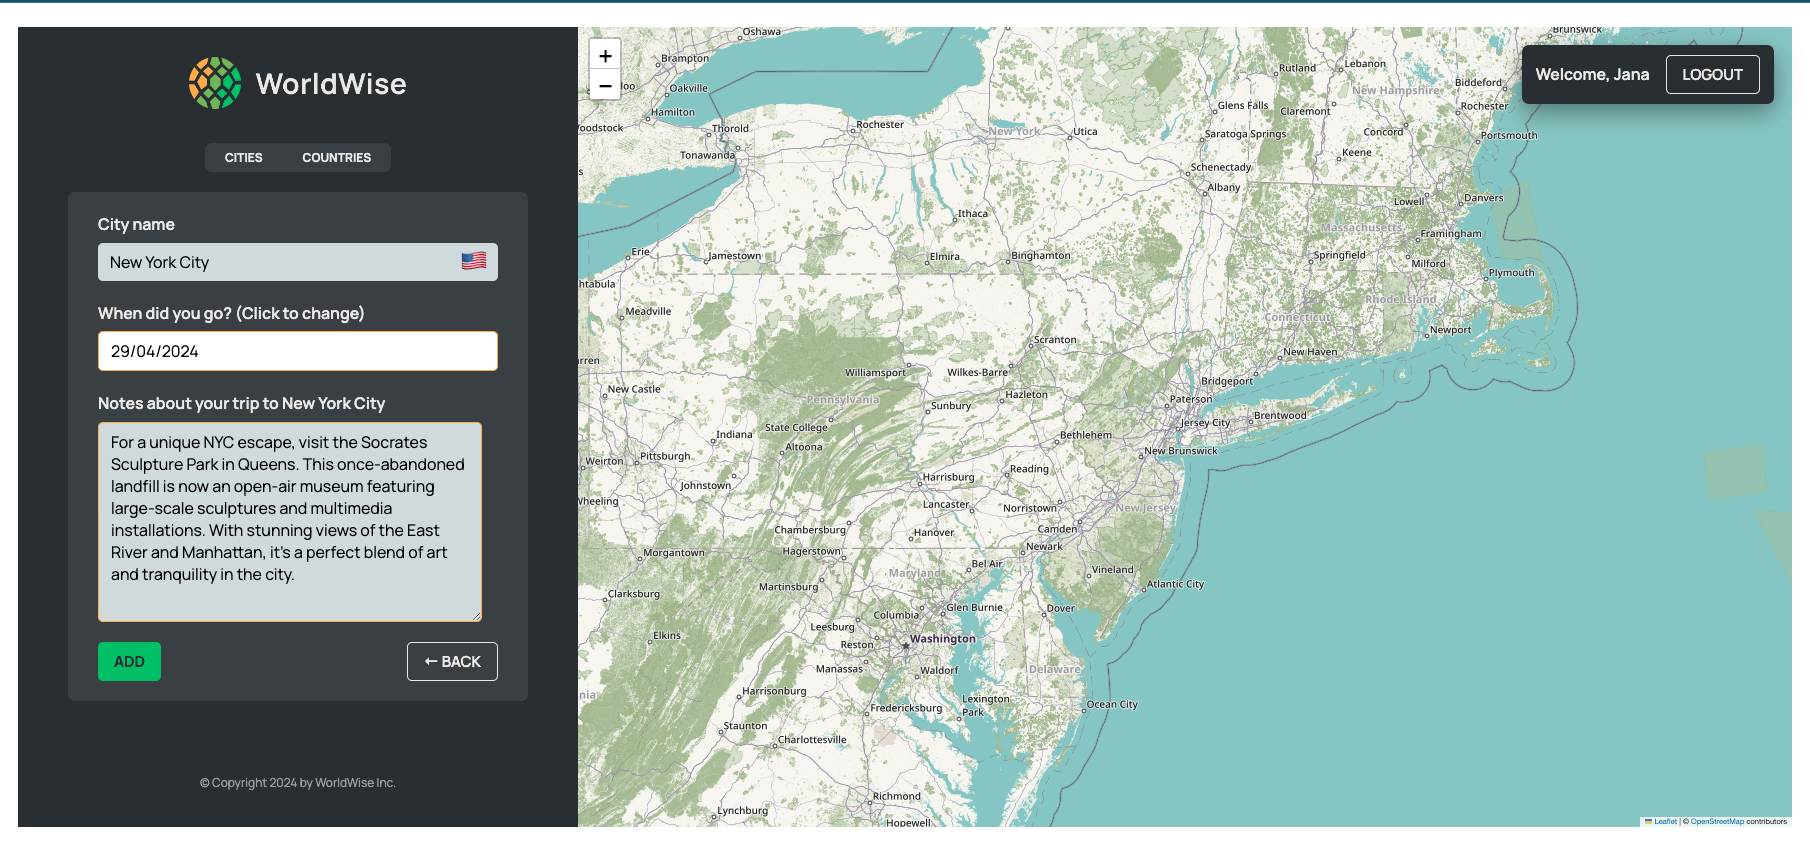 WorldWise
CITIES COUNTRIES
City name
New York City
When did you go? (Click to change)
29/04/2024
Notes about your trip to New York City
For a unique NYC escape, visit the Socrates
Sculpture Park in Queens. This once-abandoned
landfill is now an open-air museum featuring
large-scale sculptures and multimedia
installations. With stunning views of the East
River and Manhattan, it's a perfect blend of art
and tranquility in the city.
ADD
← BACK
© Copyright 2024 by WorldWise Inc.
+
−
Welcome, Jana
LOGOUT
Oshawa
Brunswick
Brampton
Rutland
Lebanon
Biddeford
Oakville
New Hampshire
Rochester
Hamilton
Glens Falls
Claremont
Thorold
Rochester
New York
Utica
Saratoga Springs
Concord
Portsmouth
Tonawanda
Keene
Schenectady
Albany
Lowell
Danvers
Ithaca
Massachusetts
Framingham
Erie
Jamestown
Elmira
Binghamton
Springfield
Milford
Plymouth
Meadville
Rhode Island
Connecticut
Newport
Scranton
New Haven
Williamsport
Wilkes-Barre
Bridgeport
New Castle
Pennsylvania
Sunbury
Hazleton
Paterson
Brentwood
Indiana
State College
Jersey City
Altoona
Bethlehem
New Brunswick
Weirton
Pittsburgh
Reading
Johnstown
Harrisburg
Lancaster
Norristown
New Jersey
Chambersburg
Hanover
Camden
Morgantown
Hagerstown
Newark
Bel Air
Maryland
Vineland
Martinsburg
Atlantic City
Clarksburg
Columbia
Glen Burnie
Dover
Leesburg
Elkins
Reston
Washington
Manassas
Waldorf
Delaware
Harrisonburg
Lexington
Park
Fredericksburg
Ocean City
Staunton
Charlottesville
Richmond
Lynchburg
Hopewell
Leaflet | © OpenStreetMap contributors